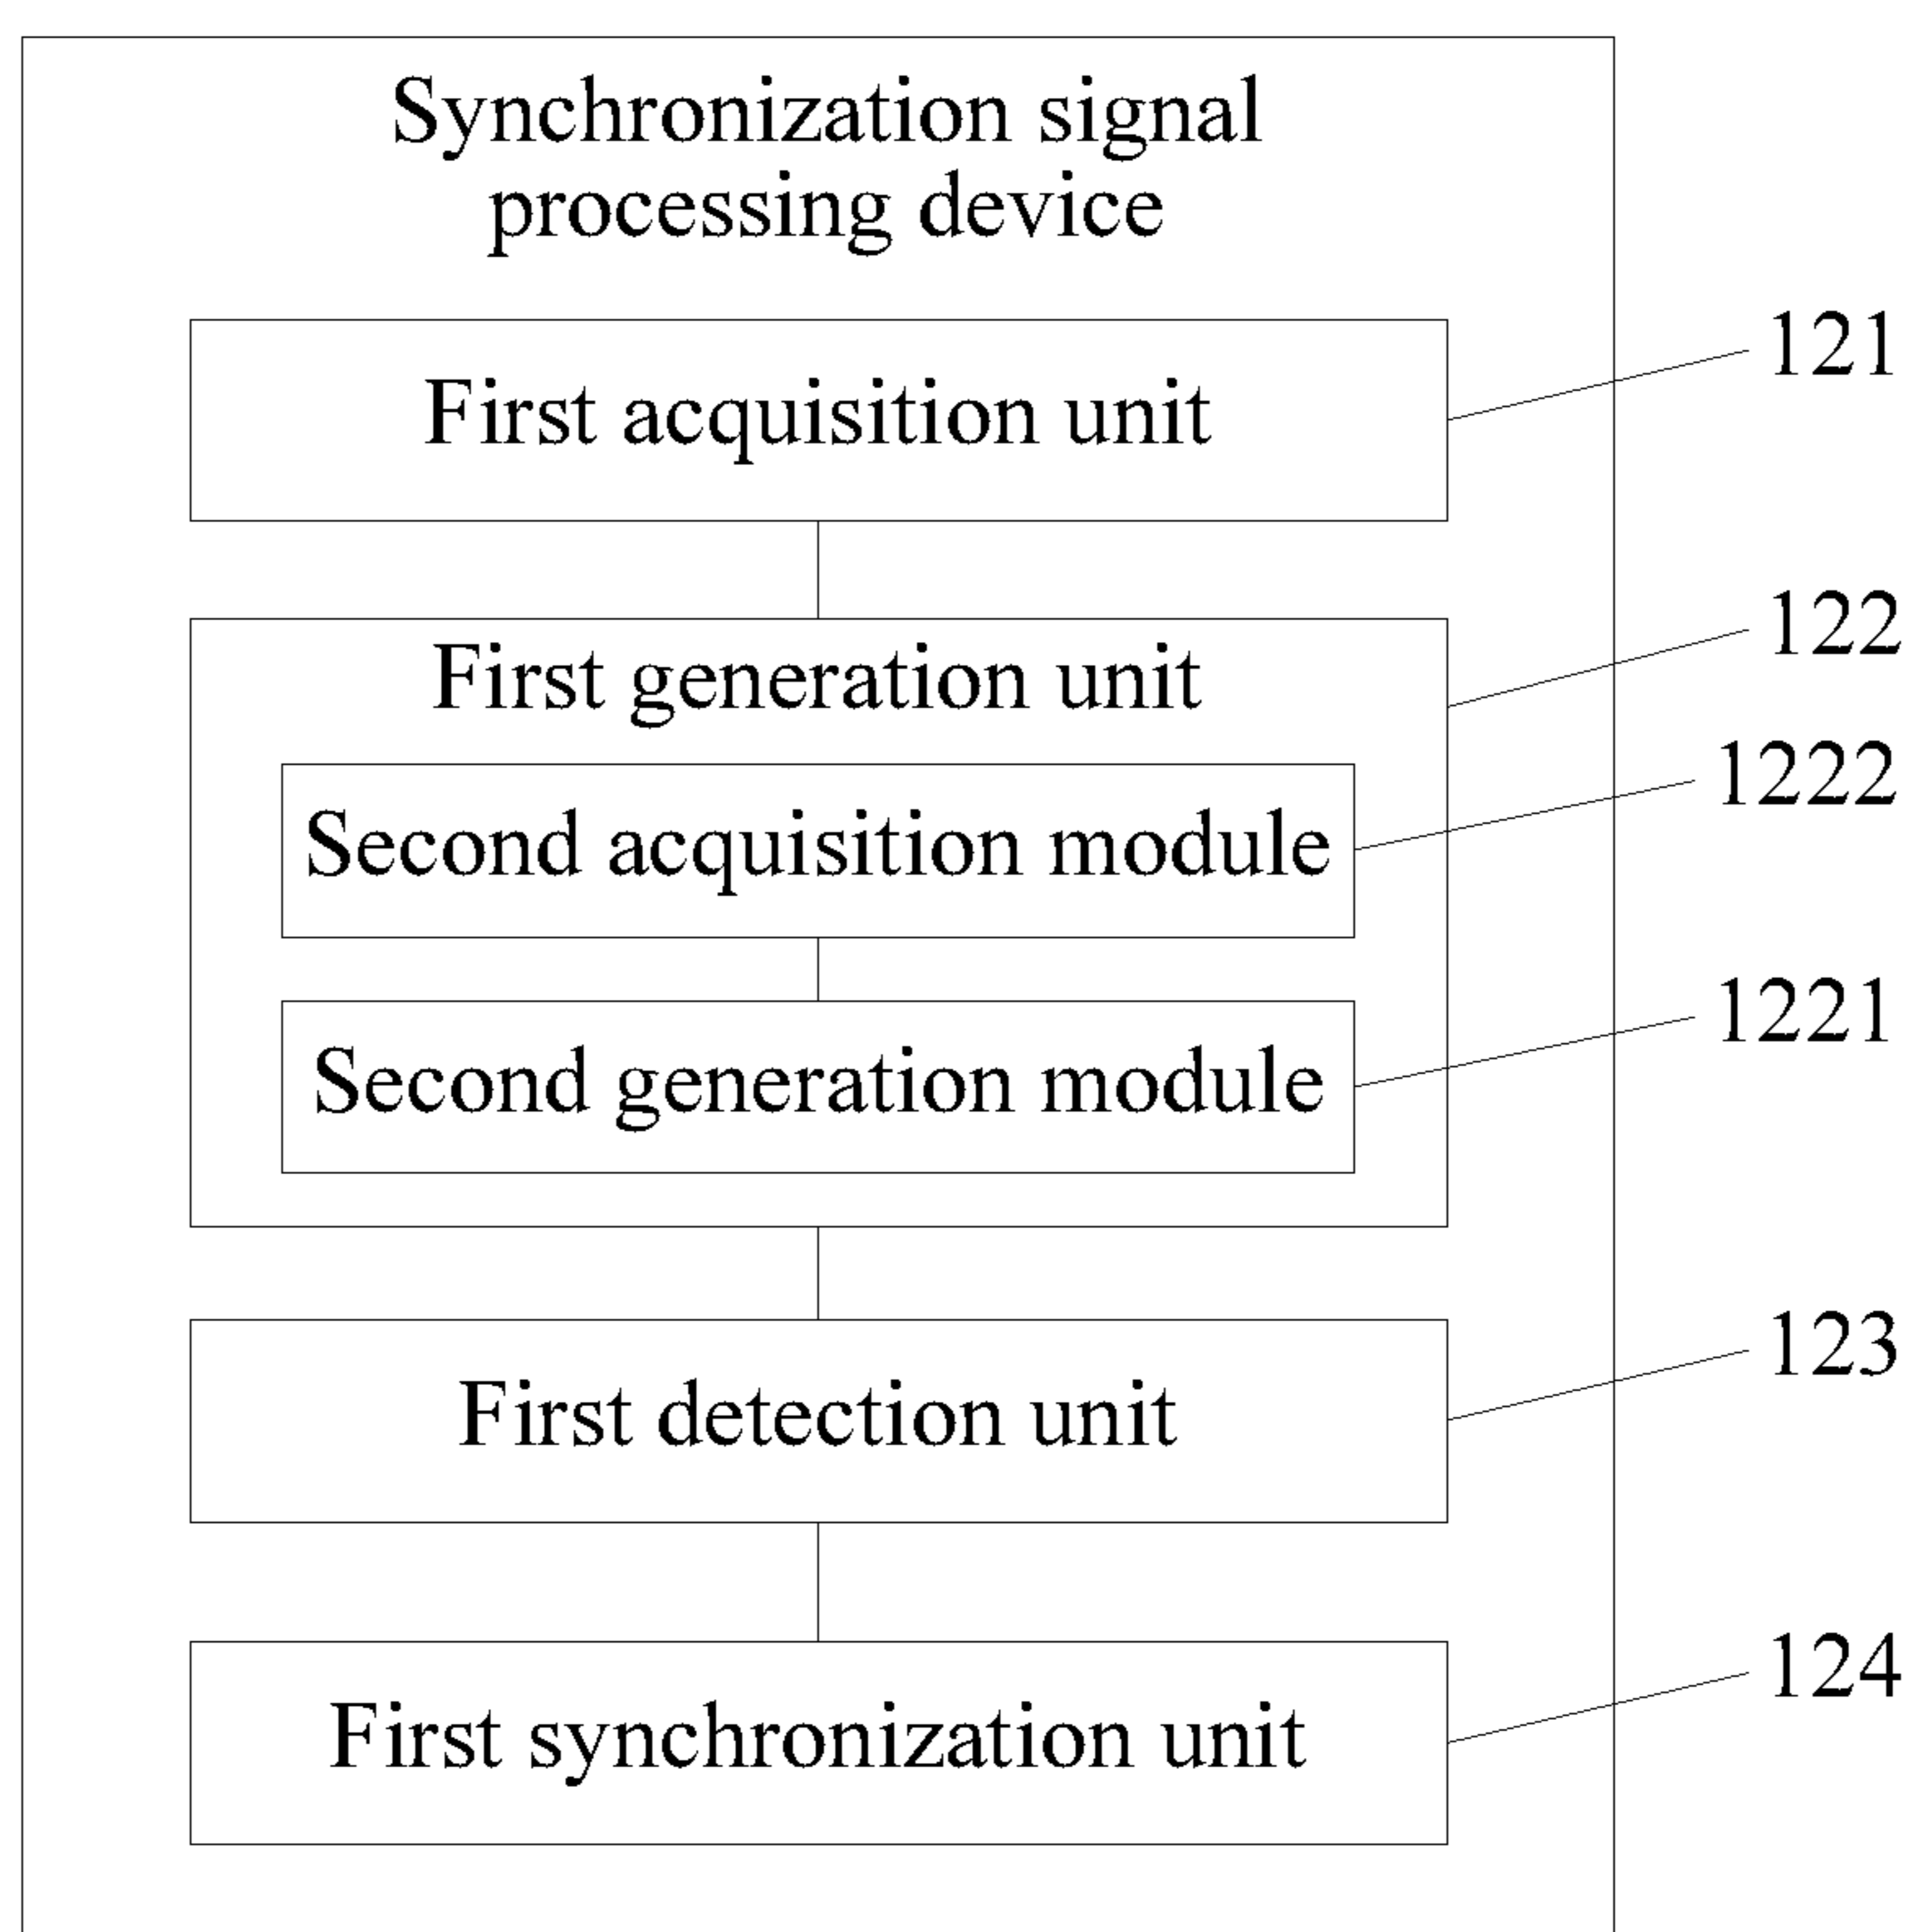 Synchronization signal
processing device
First acquisition unit
121
First generation unit
122
Second acquisition module
1222
Second generation module
1221
First detection unit
123
First synchronization unit
124